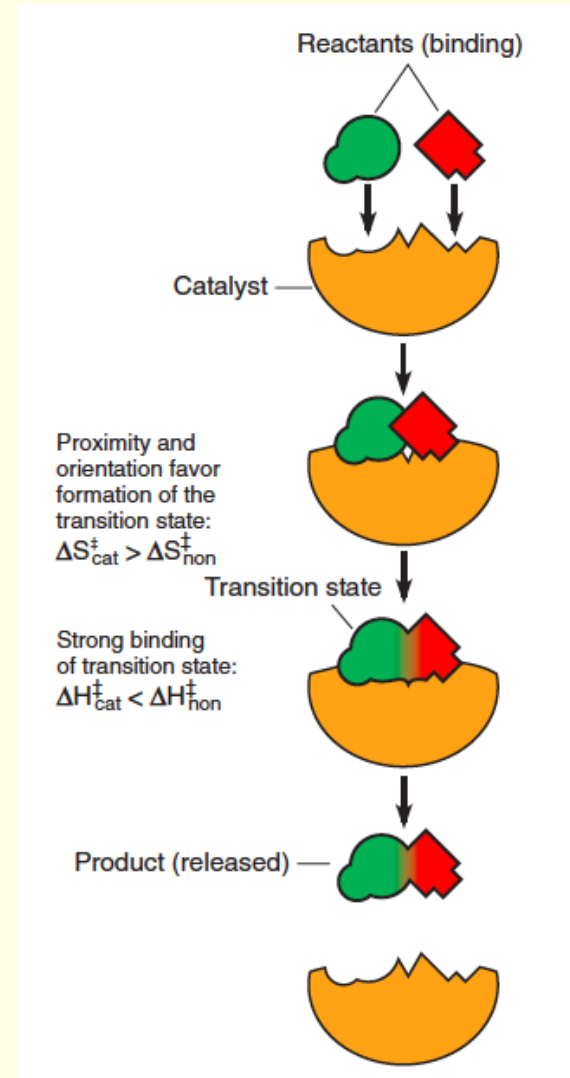 Reactants (binding)
Catalyst
Proximity and
orientation favor
formation of the
transition state:
ΔS‡cat > ΔS‡non
Transition state
Strong binding
of transition state:
ΔH‡cat < ΔH‡non
Product (released)